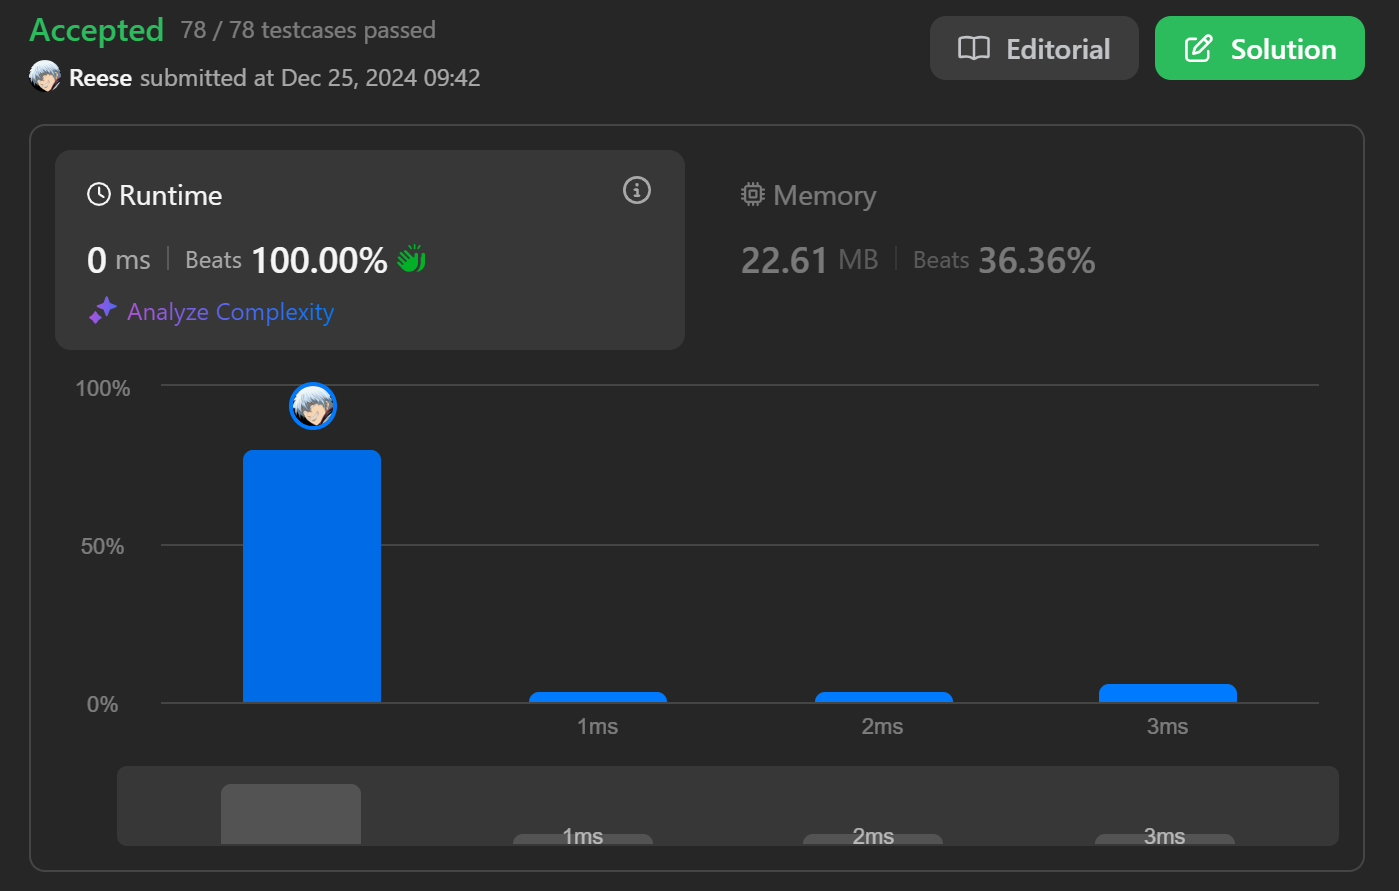 Accepted 78 / 78 testcases passed
Reese submitted at Dec 25, 2024 09:42
Editorial
Solution
Runtime
0 ms Beats 100.00%
Analyze Complexity
Memory
22.61 MB Beats 36.36%
100%
50%
0%
1ms 2ms 3ms
1ms 2ms 3ms